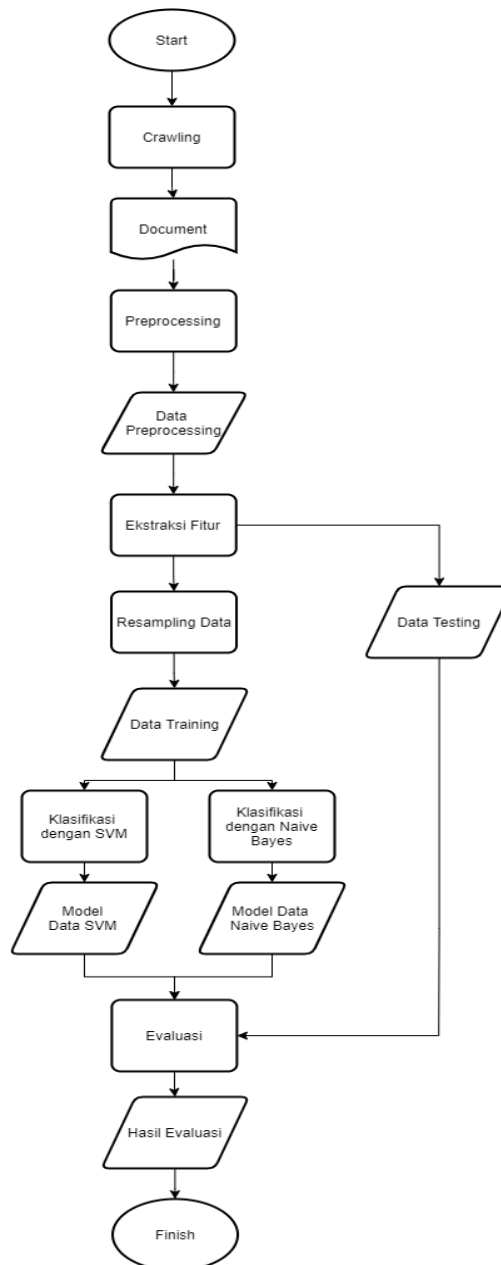 Start
Crawling
Document
Preprocessing
Data
Preprocessing
Ekstraksi Fitur
Resampling Data
Data Testing
Data Training
Klasifikasi
dengan SVM
Klasifikasi
dengan Naive
Bayes
Model
Data SVM
Model Data
Naive Bayes
Evaluasi
Hasil Evaluasi
Finish